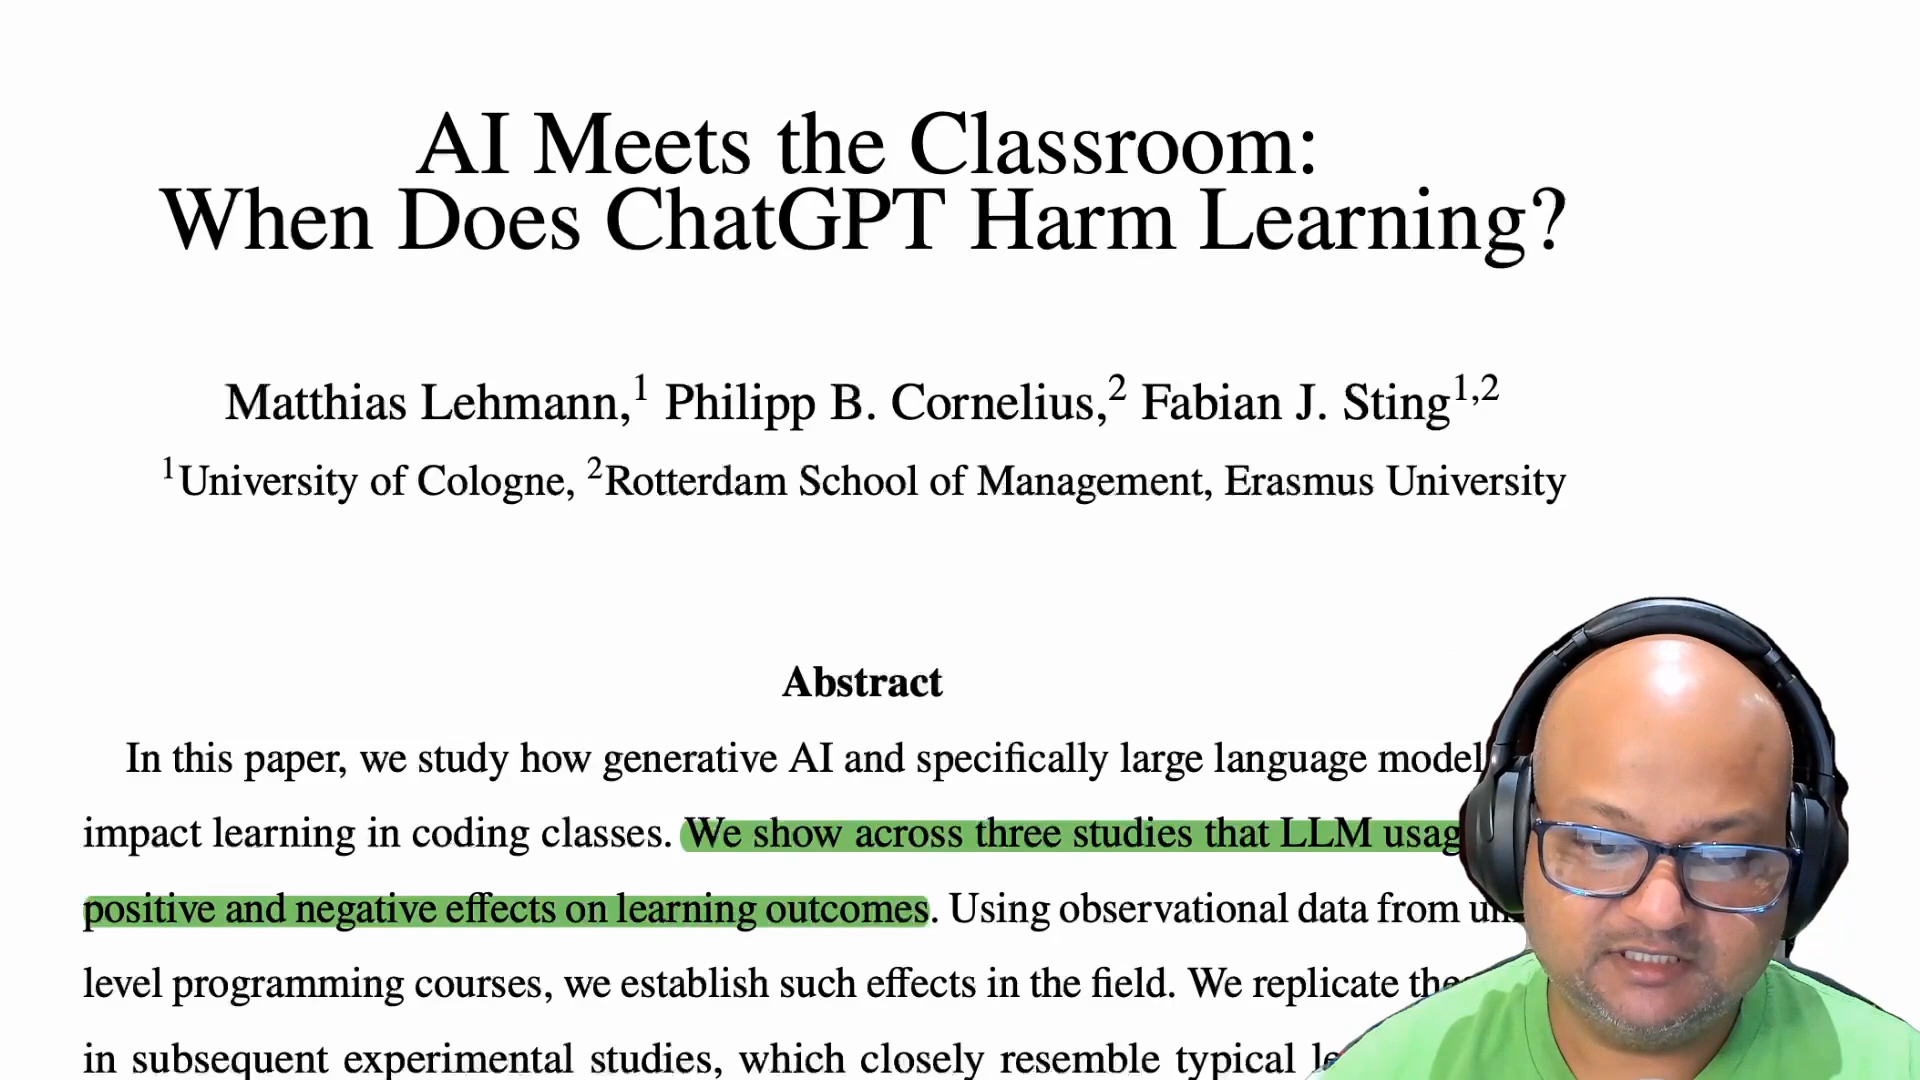 AI Meets the Classroom:
When Does ChatGPT Harm Learning?
Matthias Lehmann,¹ Philipp B. Cornelius,² Fabian J. Sting¹,²
¹University of Cologne, ²Rotterdam School of Management, Erasmus University
Abstract
In this paper, we study how generative AI and specifically large language model
impact learning in coding classes. We show across three studies that LLM usag
positive and negative effects on learning outcomes. Using observational data from
level programming courses, we establish such effects in the field. We replicate
in subsequent experimental studies, which closely resemble typical